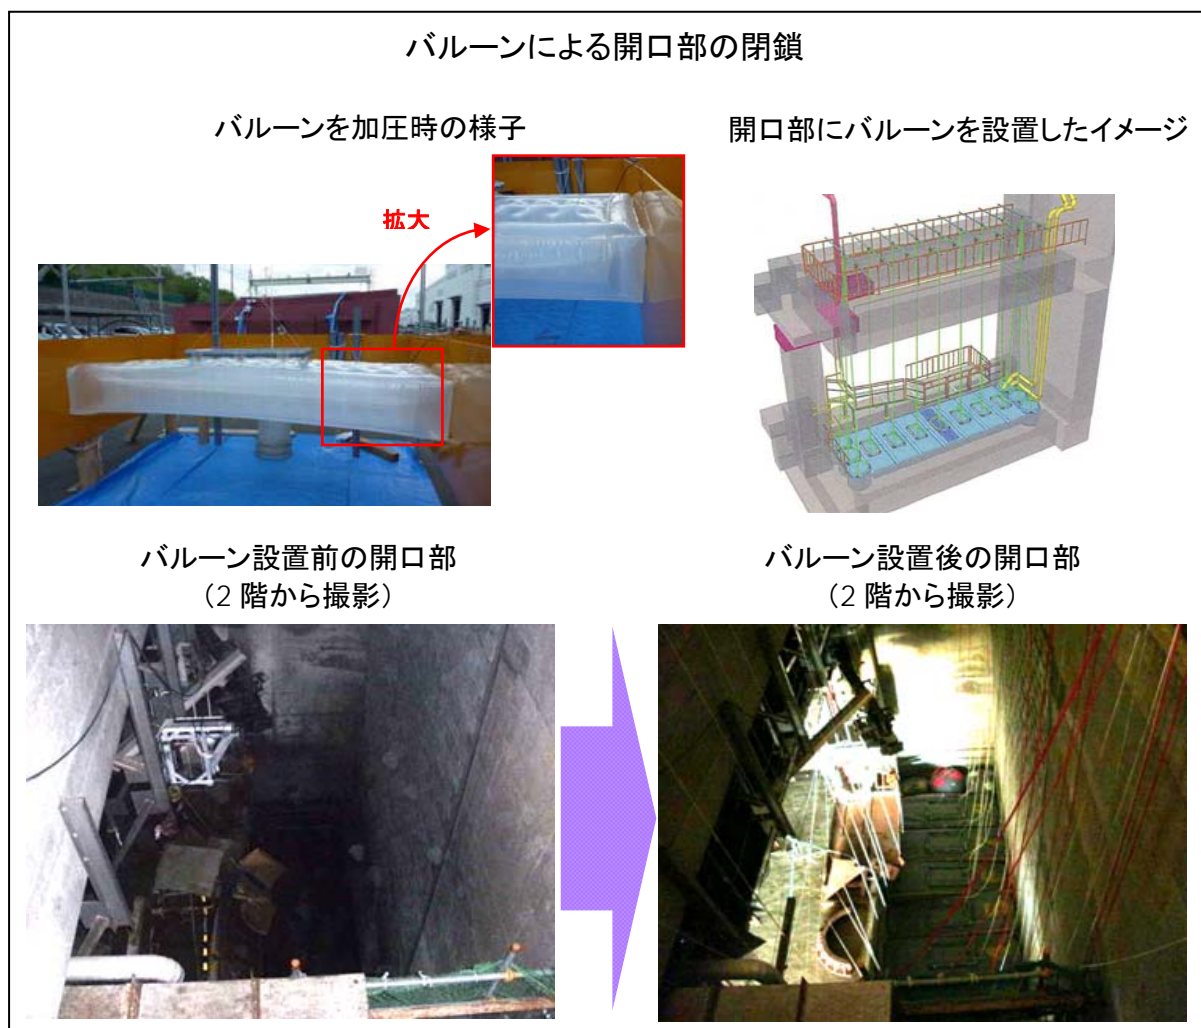 バルーンによる開口部の閉鎖
バルーンを加圧時の様子
開口部にバルーンを設置したイメージ
拡大
バルーン設置前の開口部
（2 階から撮影）
バルーン設置後の開口部
（2 階から撮影）